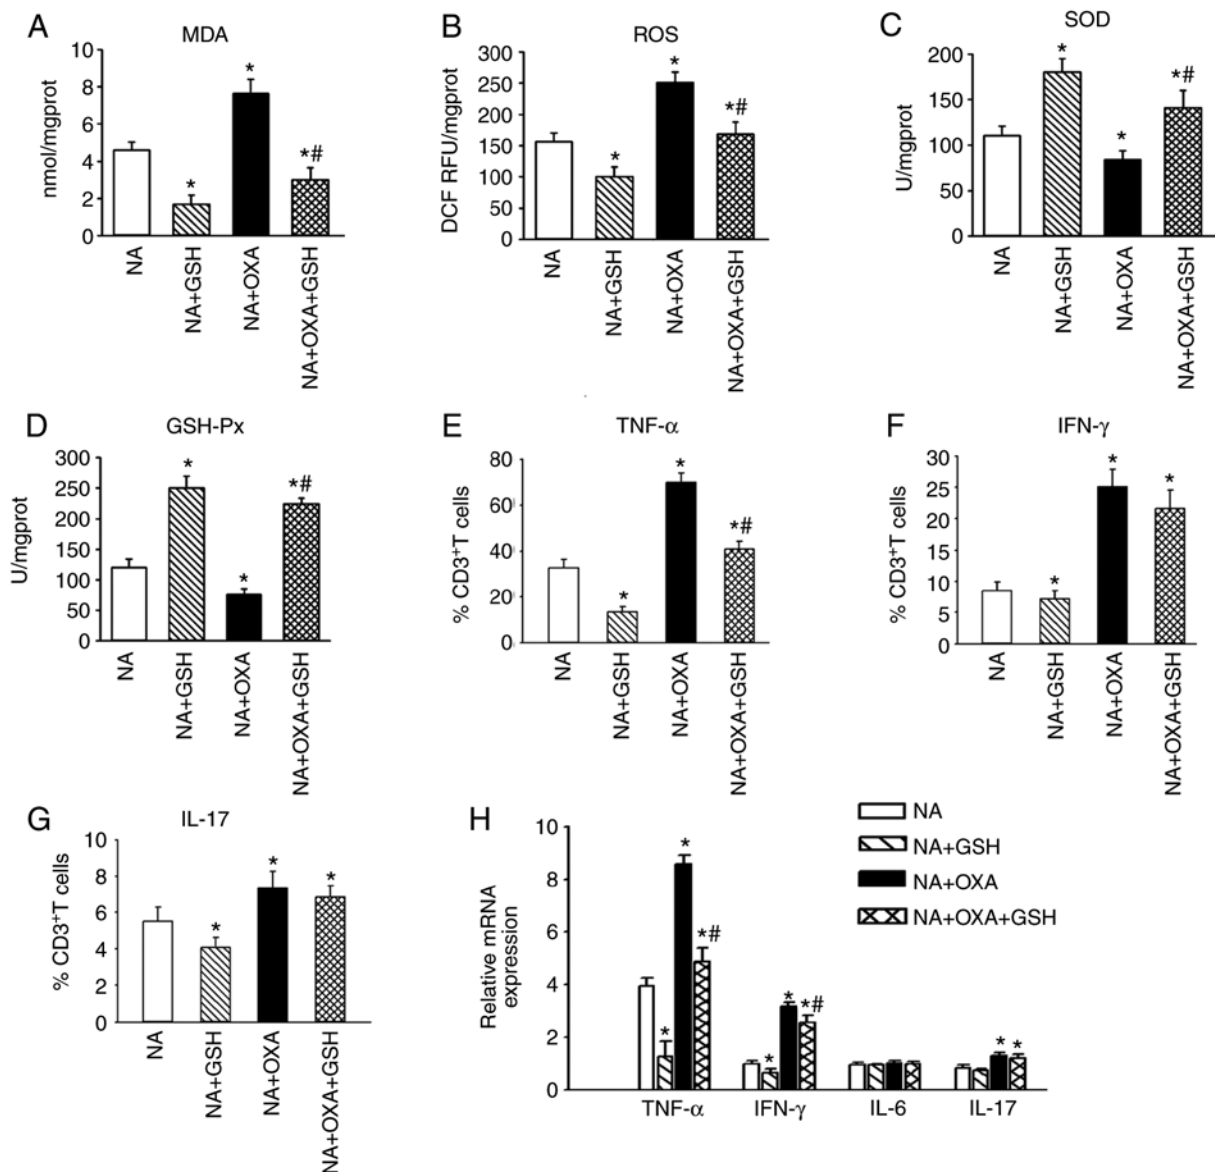 A
MDA
nmol/mgprot
10
8
6
4
2
0
*
*
*#
NA
NA+GSH
NA+OXA
NA+OXA+GSH
B
ROS
DCF RFU/mgprot
300
250
200
150
100
50
0
*
*
*#
NA
NA+GSH
NA+OXA
NA+OXA+GSH
C
SOD
U/mgprot
200
150
100
50
0
*
*
*#
NA
NA+GSH
NA+OXA
NA+OXA+GSH
D
GSH-Px
U/mgprot
300
250
200
150
100
50
0
*
*
*#
NA
NA+GSH
NA+OXA
NA+OXA+GSH
E
TNF-α
% CD3⁺T cells
80
60
40
20
0
*
*
*#
NA
NA+GSH
NA+OXA
NA+OXA+GSH
F
IFN-γ
% CD3⁺T cells
30
25
20
15
10
5
0
*
*
*
NA
NA+GSH
NA+OXA
NA+OXA+GSH
G
IL-17
% CD3⁺T cells
10
8
6
4
2
0
*
*
*
NA
NA+GSH
NA+OXA
NA+OXA+GSH
H
Relative mRNA
expression
10
8
6
4
2
0
*
*
*#
*
*
*#
*
*
TNF-α
IFN-γ
IL-6
IL-17
NA
NA+GSH
NA+OXA
NA+OXA+GSH